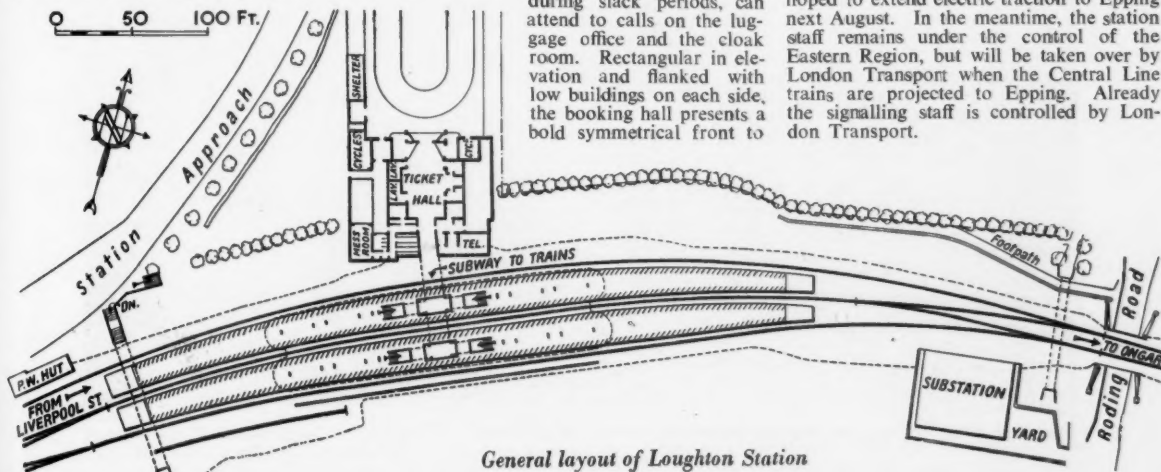 0 50 100 FT.
during slack periods, can
attend to calls on the lug-
gage office and the cloak
room. Rectangular in ele-
vation and flanked with
low buildings on each side,
the booking hall presents a
bold symmetrical front to
hoped to extend electric traction to Epping
next August. In the meantime, the station
staff remains under the control of the
Eastern Region, but will be taken over by
London Transport when the Central Line
trains are projected to Epping. Already
the signalling staff is controlled by Lon-
don Transport.
Station Approach
SHELTER
CYCLES
LAV.
LAV.
CYC.
TICKET
HALL
MESS
ROOM
TEL.
SUBWAY TO TRAINS
Footpath
Road
Roding
DN.
P.W. HUT
FROM
LIVERPOOL ST.
TO ONGAR
SUBSTATION
YARD
General layout of Loughton Station